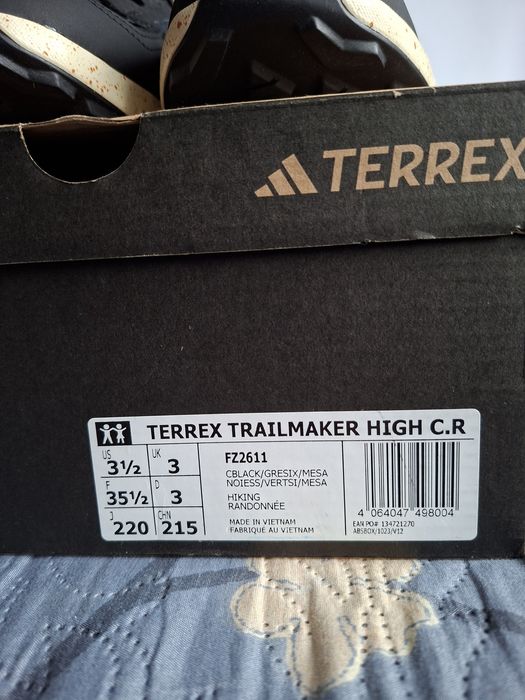 TERREX
TERREX TRAILMAKER HIGH C.R
US 3½ UK 3
F 35½ D 3
J 220 CHN 215
FZ2611
CBLACK/GRESIX/MESA
NOIESS/VERTSI/MESA
HIKING
RANDONNÉE
MADE IN VIETNAM
FABRIQUÉ AU VIETNAM
4 064047 498004
EAN PO# 134721270
ABSBOX/1023/V12